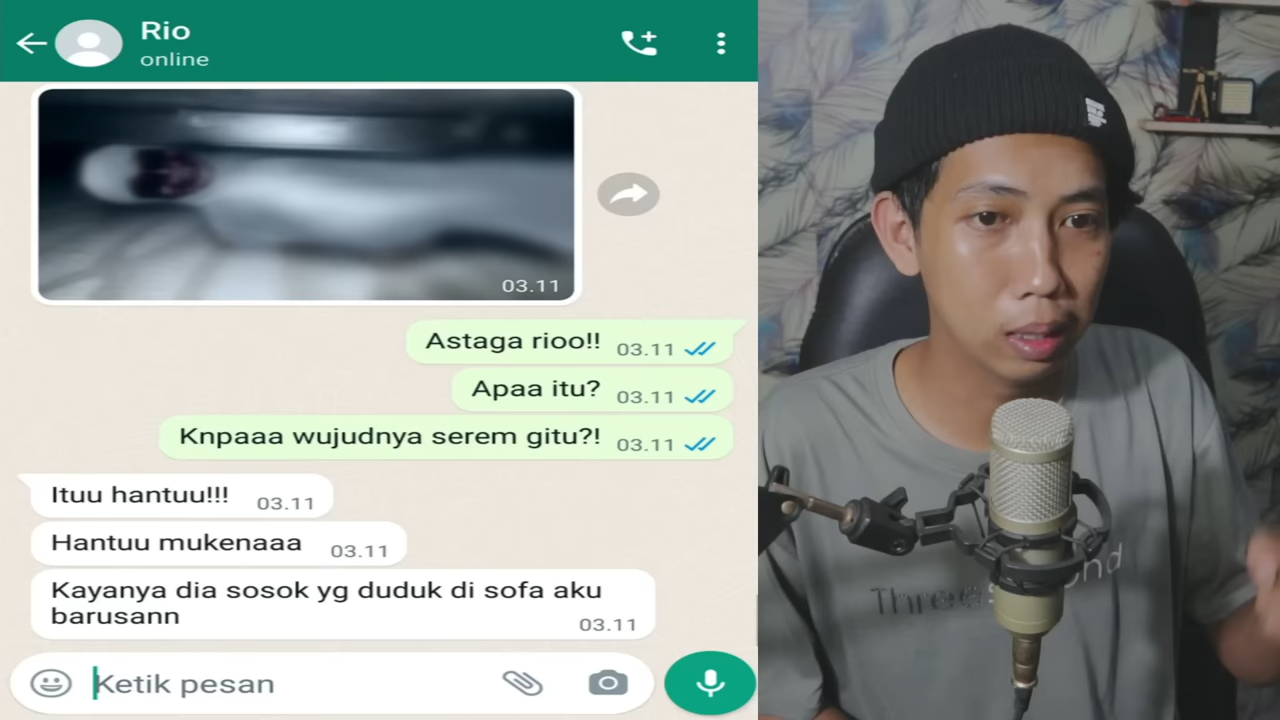 Rio
online
03.11
Astaga rioo!! 03.11
Apaa itu? 03.11
Knpaaa wujudnya serem gitu?! 03.11
Ituu hantuu!!! 03.11
Hantuu mukenaaa 03.11
Kayanya dia sosok yg duduk di sofa aku
barusann 03.11
Ketik pesan